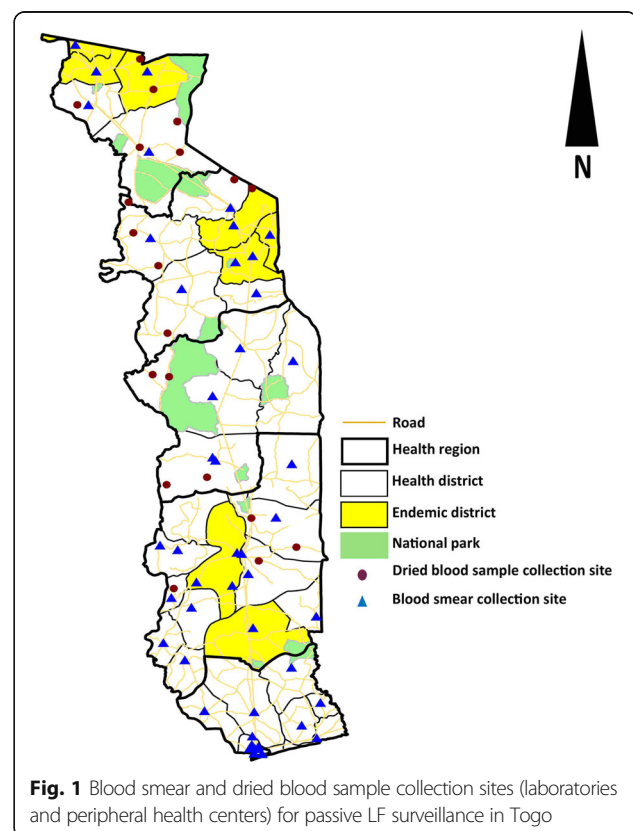 N
Road
Health region
Health district
Endemic district
National park
Dried blood sample collection site
Blood smear collection site
Fig. 1 Blood smear and dried blood sample collection sites (laboratories
and peripheral health centers) for passive LF surveillance in Togo